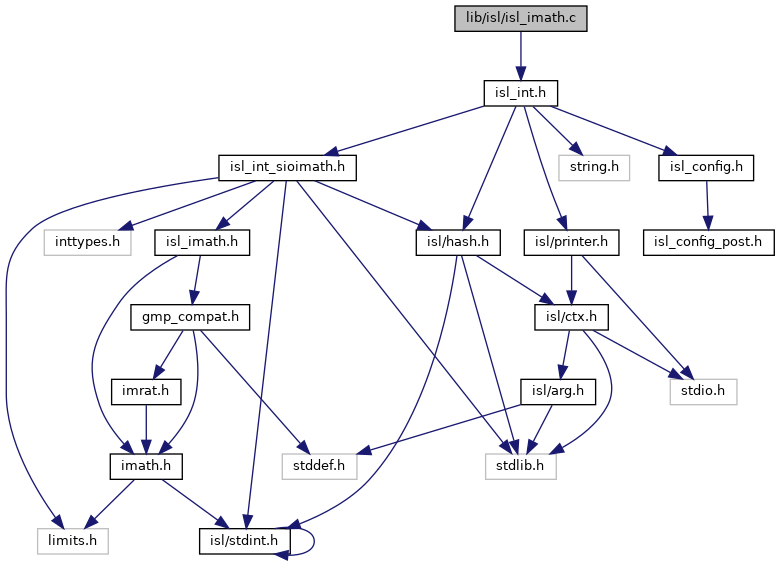 lib/isl/isl_imath.c
isl_int.h
isl_int_sioimath.h
string.h
isl_config.h
inttypes.h
isl_imath.h
isl/hash.h
isl/printer.h
isl_config_post.h
gmp_compat.h
isl/ctx.h
imrat.h
isl/arg.h
stdio.h
imath.h
stddef.h
stdlib.h
limits.h
isl/stdint.h